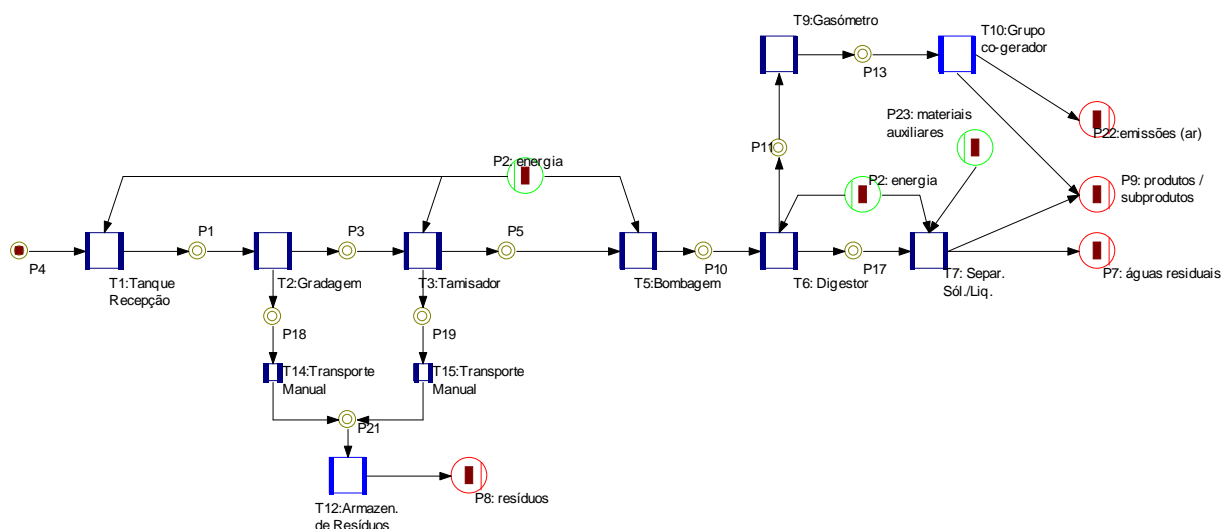 T9:Gasómetro
T10:Grupo
co-gerador
P13
P23: materiais
auxiliares
P22:emissões (ar)
P11
P2: energia
P2: energia
P9: produtos /
subprodutos
P4
P1
P3
P5
P10
P17
T1:Tanque
Recepção
T2:Gradagem
T3:Tamisador
T5:Bombagem
T6: Digestor
T7: Separ.
Sól./Liq.
P7: águas residuais
P18
P19
T14:Transporte
Manual
T15:Transporte
Manual
P21
P8: resíduos
T12:Armazen.
de Resíduos